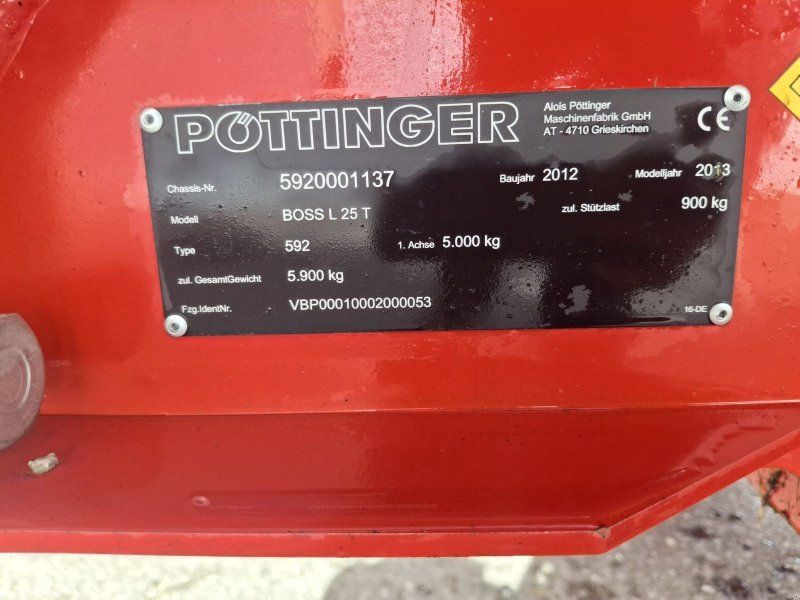 PÖTTINGER
Alois Pöttinger
Maschinenfabrik GmbH
AT - 4710 Grieskirchen
CE
Chassis-Nr. 5920001137 Baujahr 2012 Modelljahr 2013
Modell BOSS L 25 T zul. Stützlast 900 kg
Type 592 1. Achse 5.000 kg
zul. GesamtGewicht 5.900 kg
Fzg.IdentNr. VBP00010002000053
16-DE